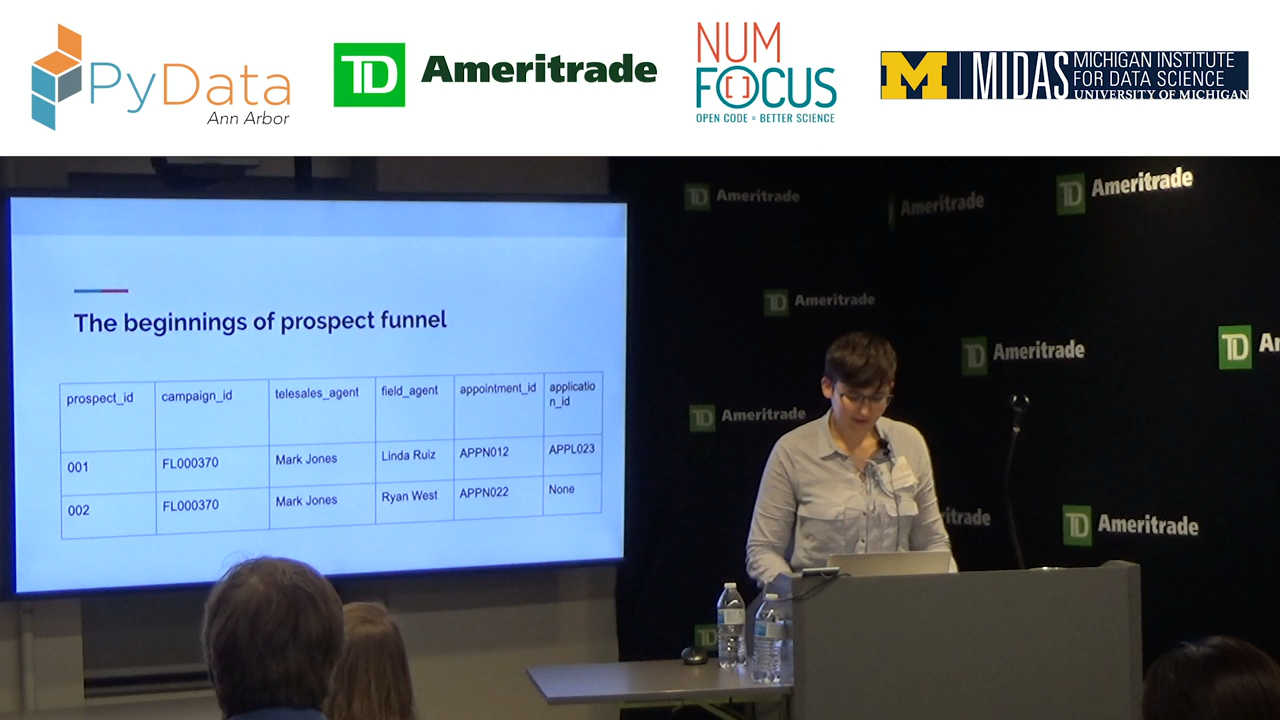 PyData
Ann Arbor
TD Ameritrade
NUM
FOCUS
OPEN CODE = BETTER SCIENCE
M MIDAS MICHIGAN INSTITUTE
FOR DATA SCIENCE
UNIVERSITY OF MICHIGAN
The beginnings of prospect funnel
prospect_id campaign_id telesales_agent field_agent appointment_id applicatio
n_id
001 FL000370 Mark Jones Linda Ruiz APPN012 APPL023
002 FL000370 Mark Jones Ryan West APPN022 None
TD Ameritrade
Ameritrade
TD Ameritrade
TD Ameritrade
TD Ameritrade
TD Am
TD Ameritrade
itrade
TD Ameritrade
TD